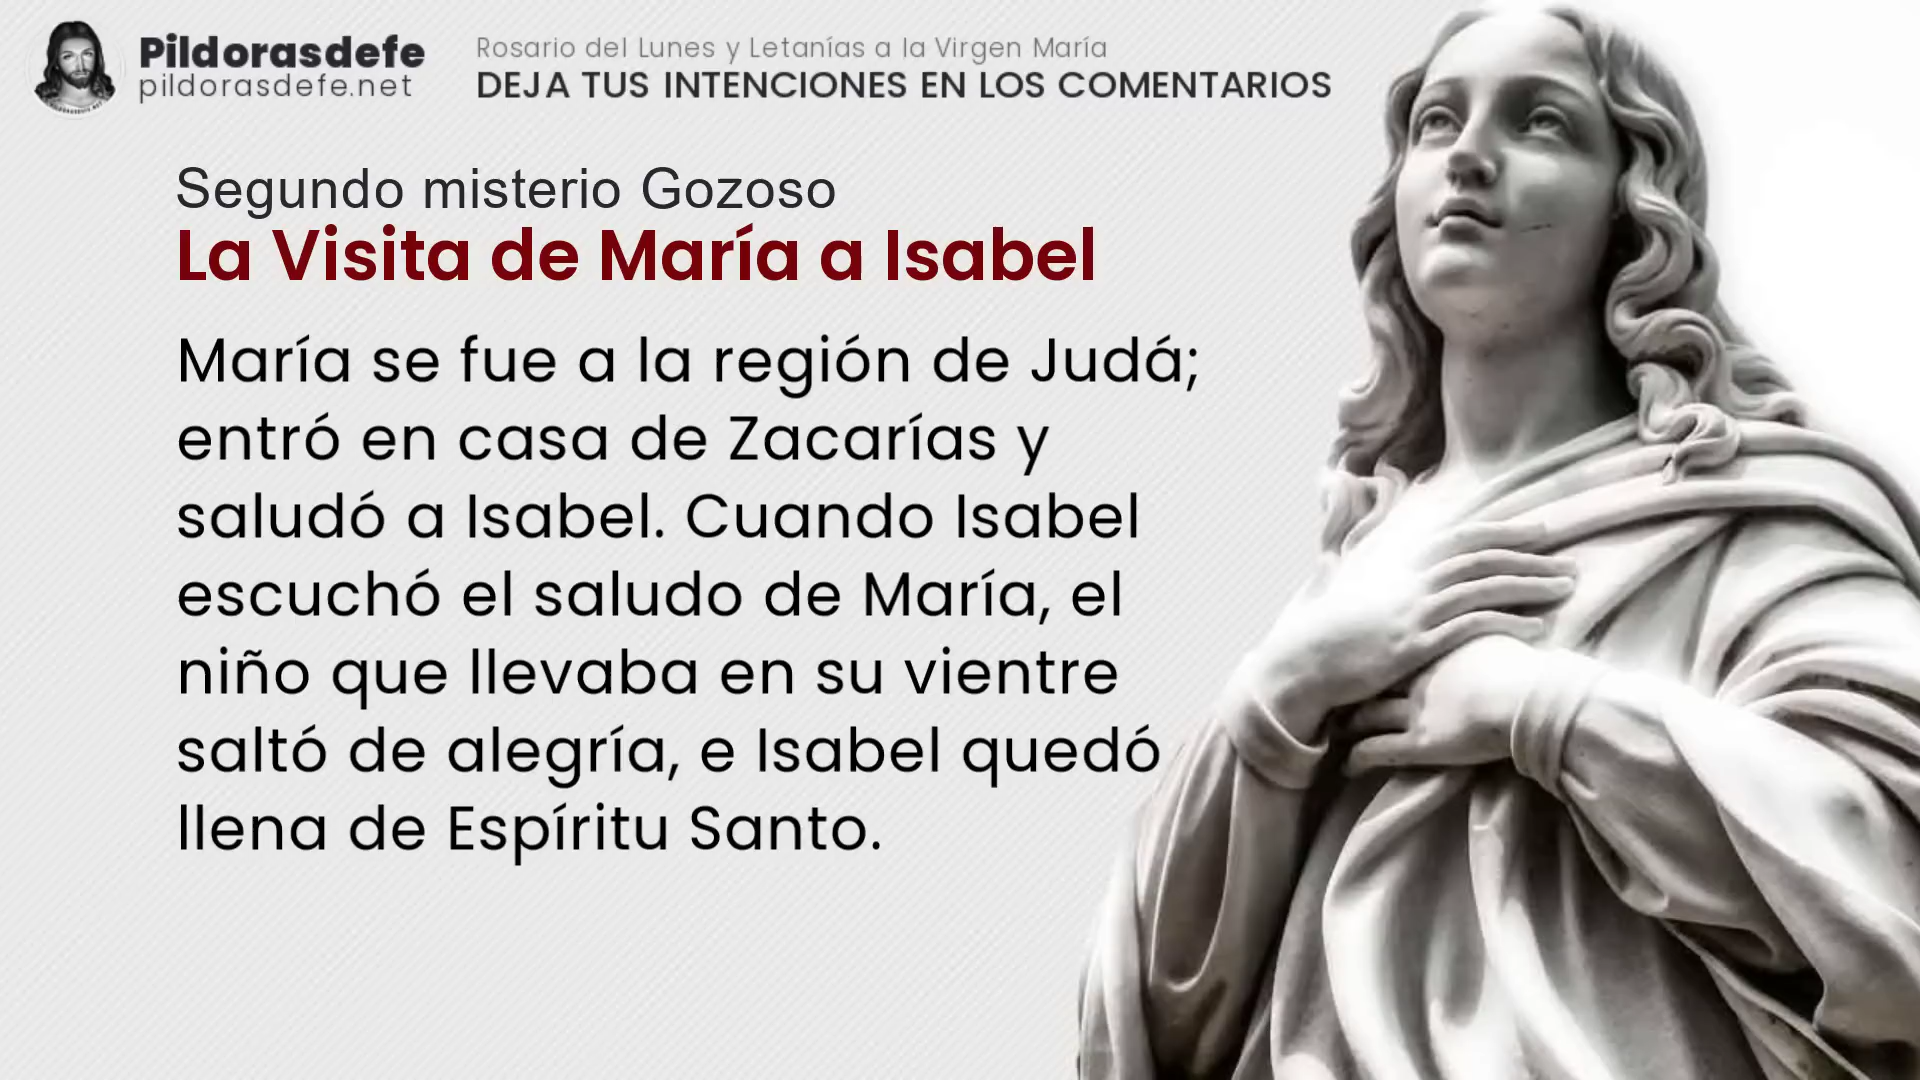 Pildorasdefe
pildorasdefe.net
Rosario del Lunes y Letanías a la Virgen María
DEJA TUS INTENCIONES EN LOS COMENTARIOS
Segundo misterio Gozoso
La Visita de María a Isabel
María se fue a la región de Judá;
entró en casa de Zacarías y
saludó a Isabel. Cuando Isabel
escuchó el saludo de María, el
niño que llevaba en su vientre
saltó de alegría, e Isabel quedó
llena de Espíritu Santo.